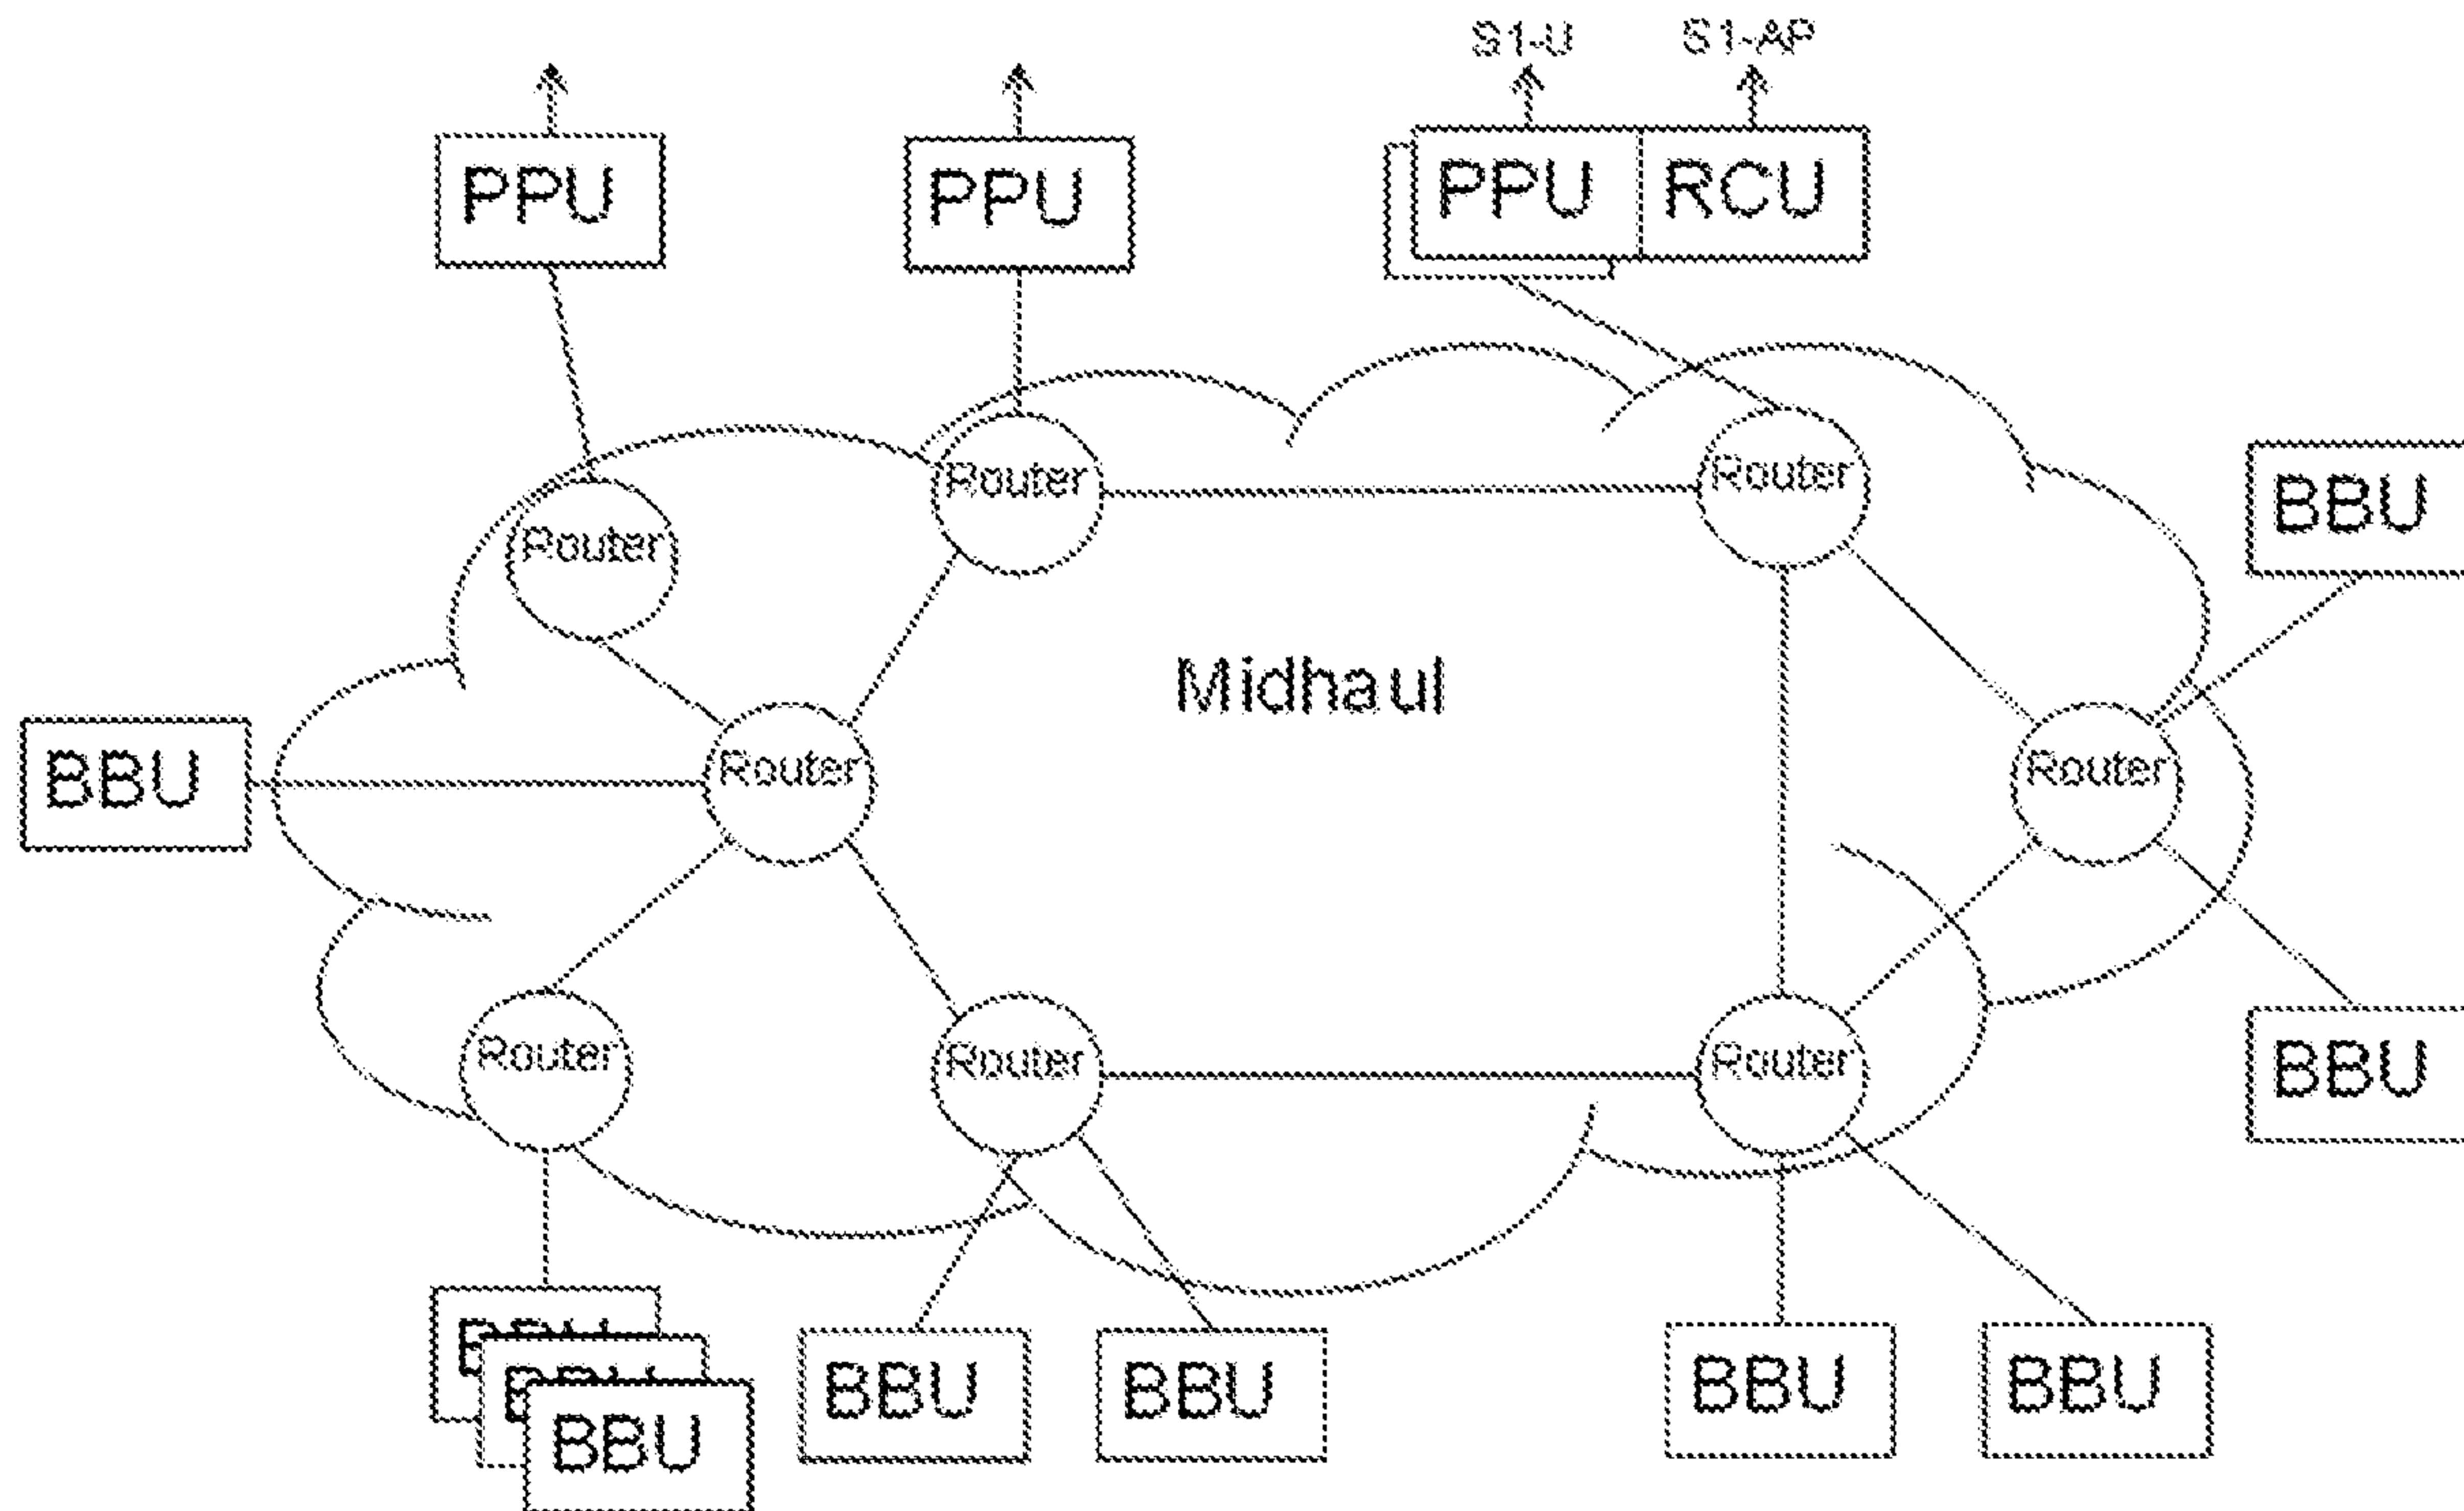 S1-U S1-AP
PPU PPU PPU RCU
Router Router
BBU
Router
Midhaul
BBU Router Router
Router Router Router
BBU
BBU BBU BBU BBU
BBU